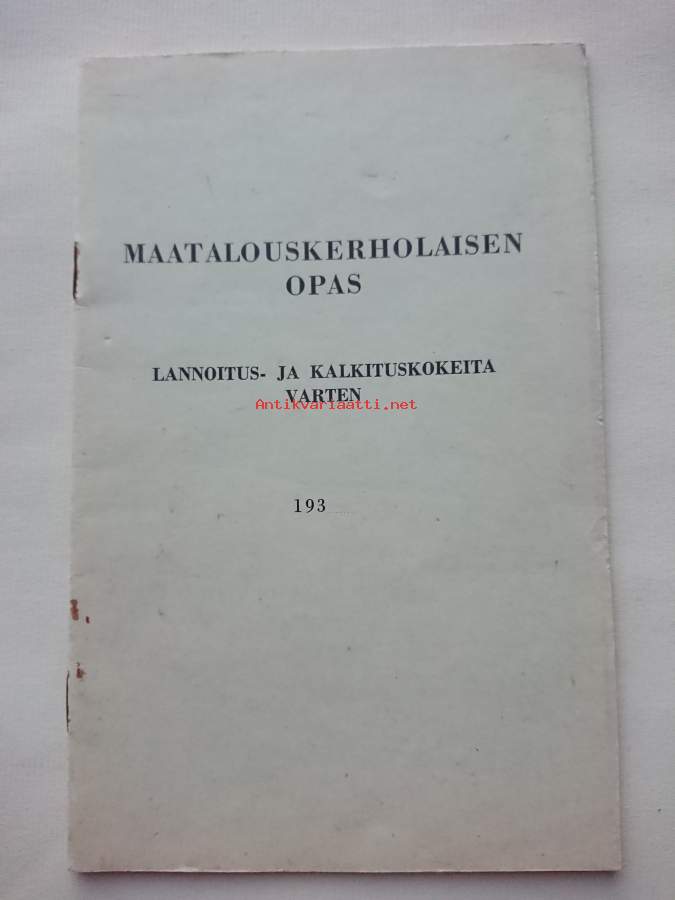 MAATALOUSKERHOLAISEN
OPAS
LANNOITUS- JA KALKITUSKOKEITA
VARTEN
Antikvariaatti.net
193